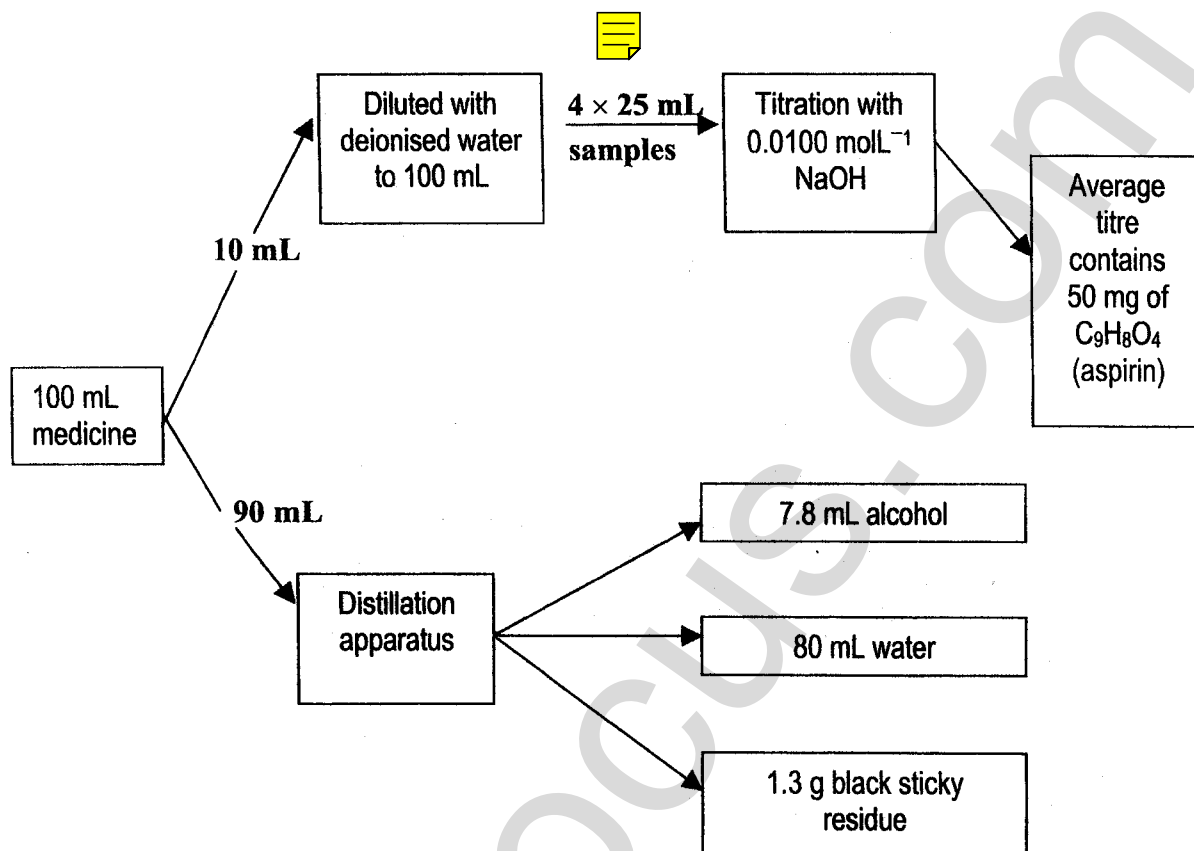 Diluted with
deionised water
to 100 mL
4 × 25 mL
samples
Titration with
0.0100 molL⁻¹
NaOH
Average
titre
contains
50 mg of
C₉H₈O₄
(aspirin)
10 mL
100 mL
medicine
90 mL
Distillation
apparatus
7.8 mL alcohol
80 mL water
1.3 g black sticky
residue
ocus.com